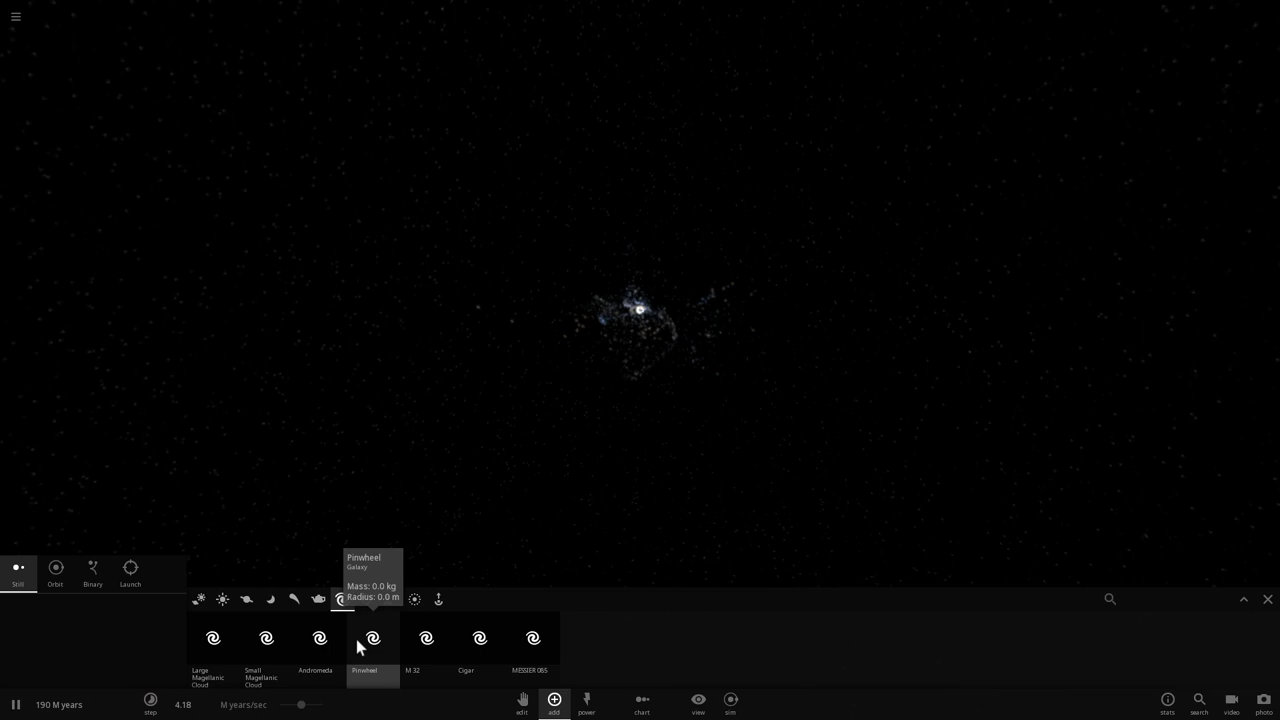 Pinwheel
Galaxy
Mass: 0.0 kg
Radius: 0.0 m
Still
Orbit
Binary
Launch
Large
Magellanic
Cloud
Small
Magellanic
Cloud
Andromeda
Pinwheel
M 32
Cigar
MESSIER 085
190 M years
step
4.18
M years/sec
edit
add
power
chart
view
sim
stats
search
video
photo